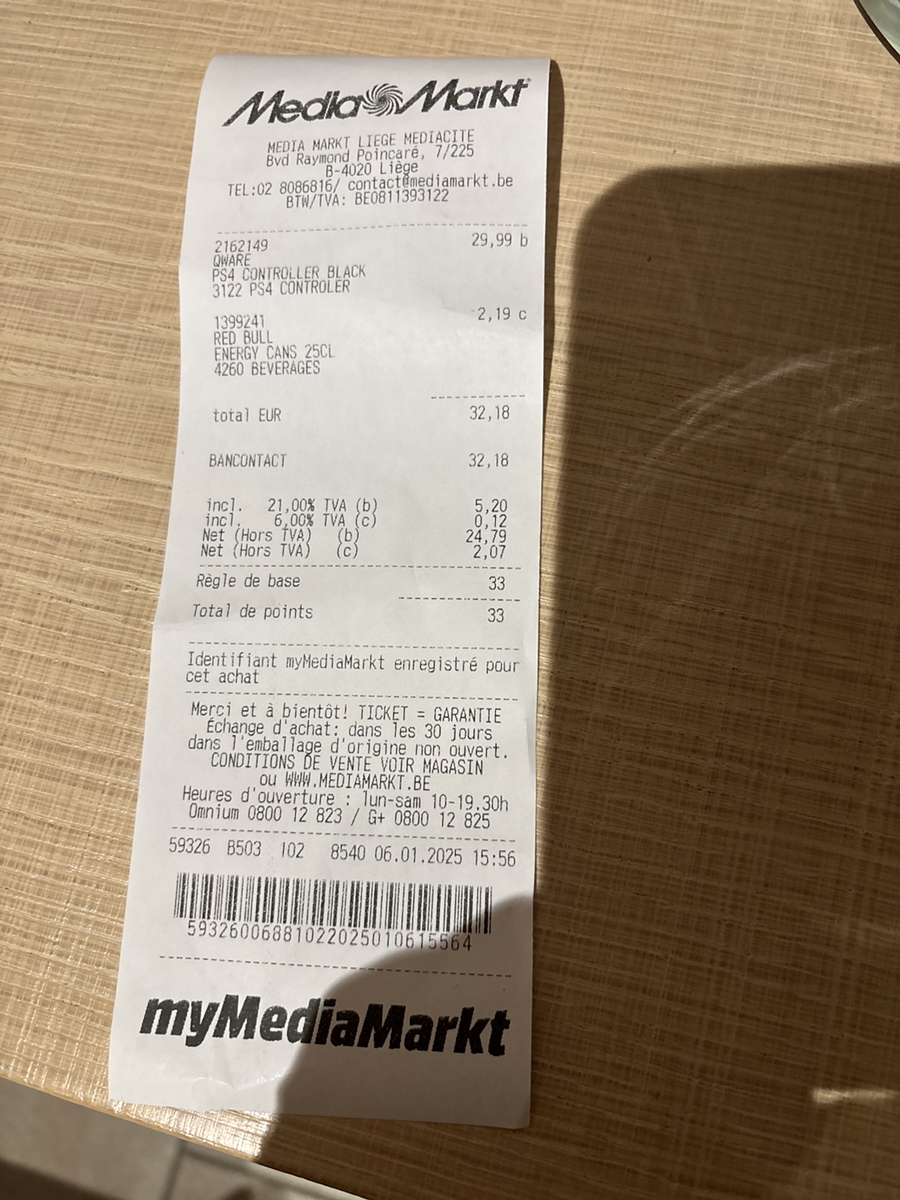 Media Markt
MEDIA MARKT LIEGE MEDIACITE
Bvd Raymond Poincaré, 7/225
B-4020 Liège
TEL:02 8086816/ contact@mediamarkt.be
BTW/TVA: BE0811393122
2162149 29,99 b
QWARE
PS4 CONTROLLER BLACK
3122 PS4 CONTROLER
1399241 2,19 c
RED BULL
ENERGY CANS 25CL
4260 BEVERAGES
total EUR 32,18
BANCONTACT 32,18
incl. 21,00% TVA (b) 5,20
incl. 6,00% TVA (c) 0,12
Net (Hors TVA) (b) 24,79
Net (Hors TVA) (c) 2,07
Règle de base 33
Total de points 33
Identifiant myMediaMarkt enregistré pour
cet achat
Merci et à bientôt! TICKET = GARANTIE
Échange d'achat: dans les 30 jours
dans l'emballage d'origine non ouvert.
CONDITIONS DE VENTE VOIR MAGASIN
ou WWW.MEDIAMARKT.BE
Heures d'ouverture : lun-sam 10-19.30h
Omnium 0800 12 823 / G+ 0800 12 825
59326 B503 102 8540 06.01.2025 15:56
59326006881022025010615564
myMediaMarkt